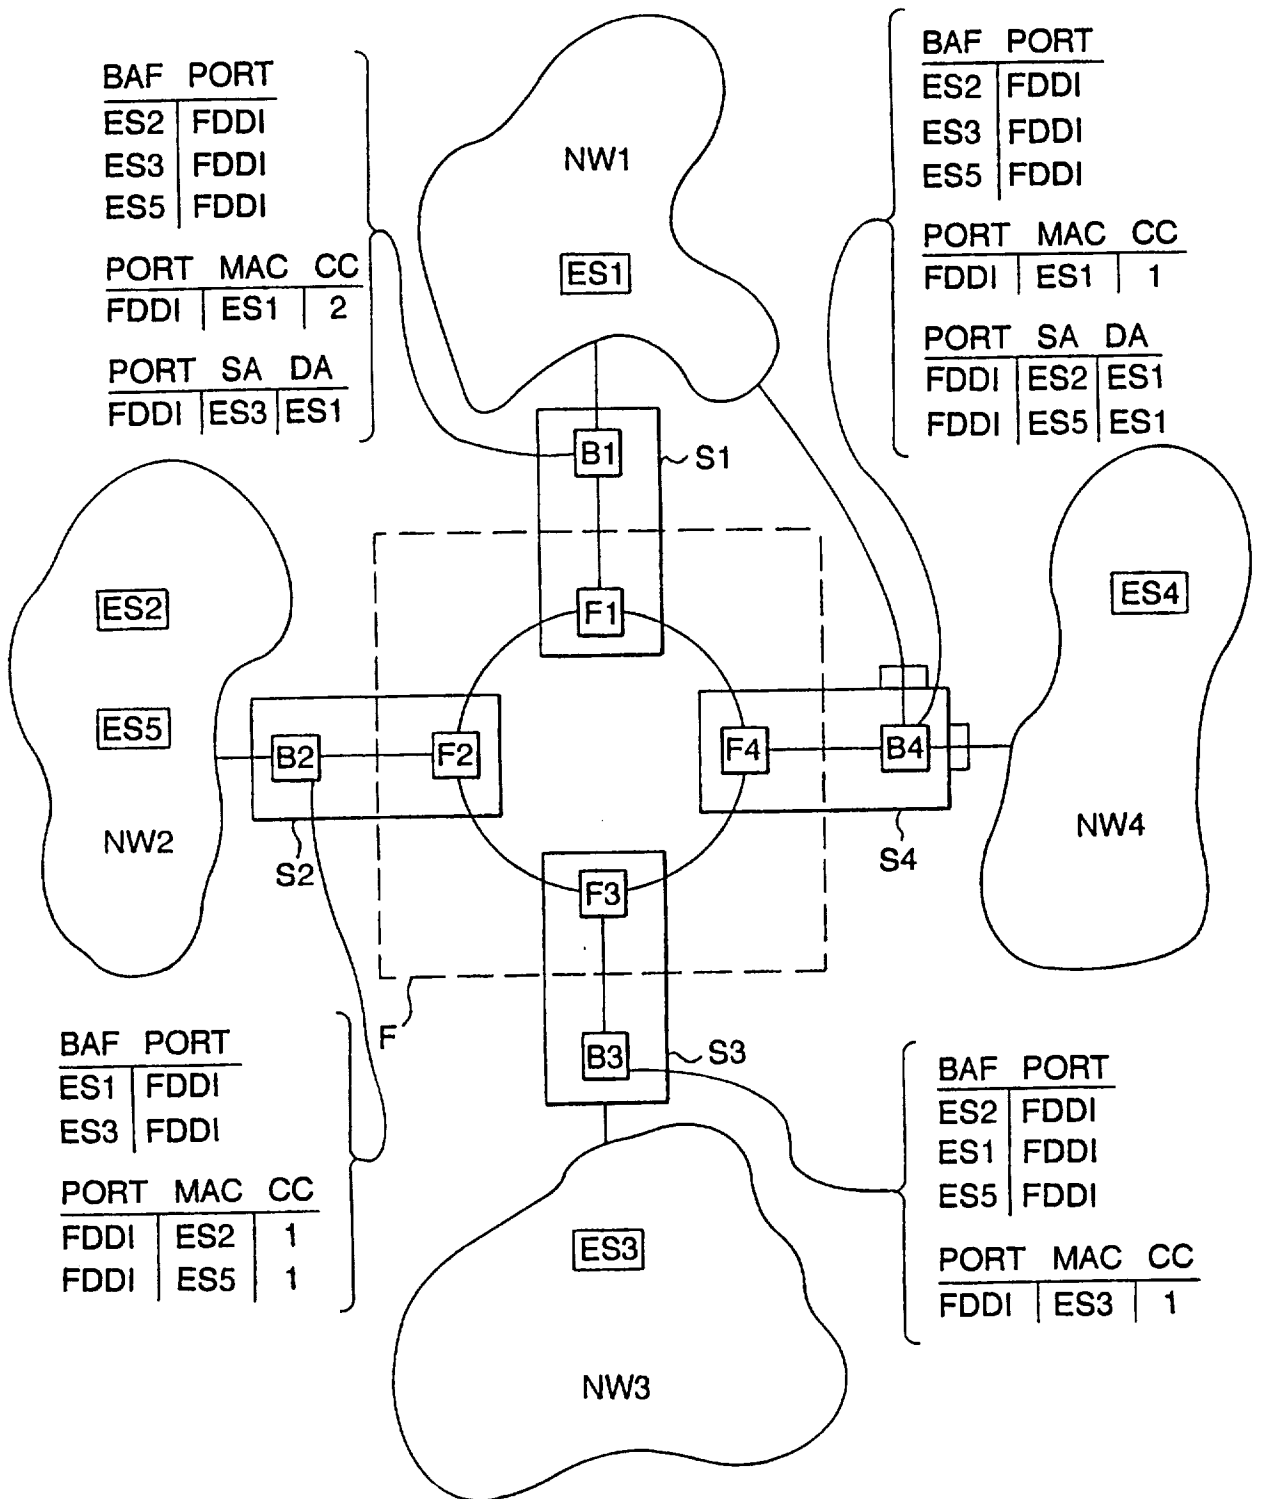 BAF PORT
ES2 FDDI
ES3 FDDI
ES5 FDDI
PORT MAC CC
FDDI ES1 2
PORT SA DA
FDDI ES3 ES1
BAF PORT
ES2 FDDI
ES3 FDDI
ES5 FDDI
PORT MAC CC
FDDI ES1 1
PORT SA DA
FDDI ES2 ES1
FDDI ES5 ES1
NW1
ES1
B1
S1
F1
ES2
ES5
NW2
B2
F2
S2
F4
B4
S4
ES4
NW4
F3
F
B3
S3
BAF PORT
ES1 FDDI
ES3 FDDI
PORT MAC CC
FDDI ES2 1
FDDI ES5 1
ES3
NW3
BAF PORT
ES2 FDDI
ES1 FDDI
ES5 FDDI
PORT MAC CC
FDDI ES3 1